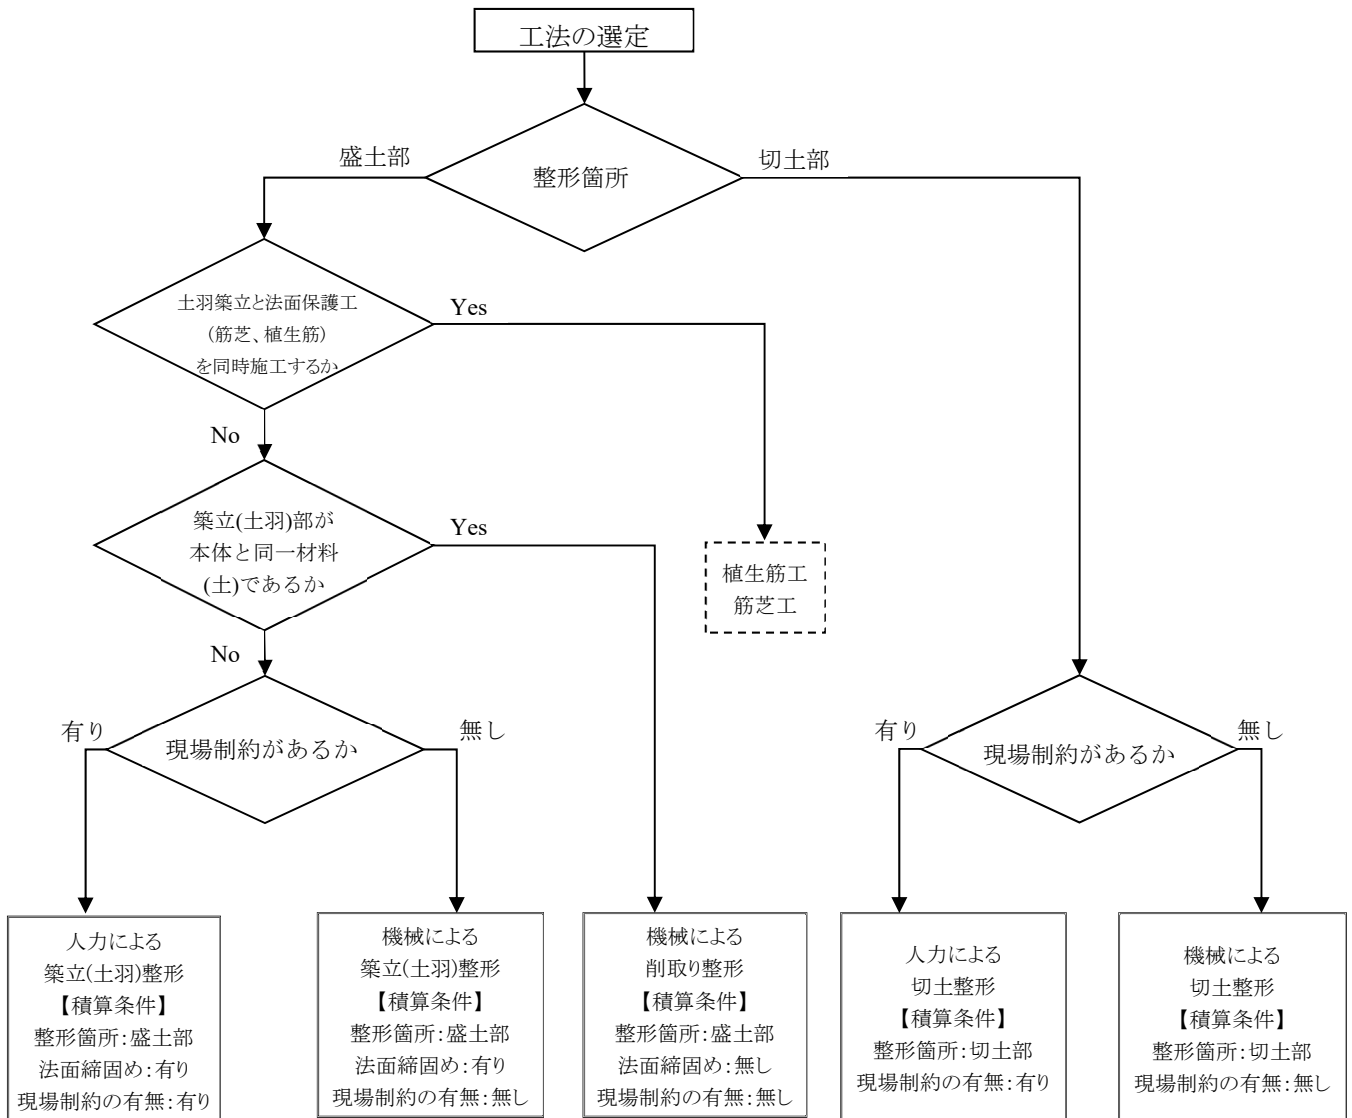 工法の選定
盛土部
切土部
整形箇所
土羽築立と法面保護工
(筋芝、植生筋)
を同時施工するか
Yes
No
築立(土羽)部が
本体と同一材料
(土)であるか
Yes
植生筋工
筋芝工
No
有り
現場制約があるか
無し
有り
現場制約があるか
無し
人力による
築立(土羽)整形
【積算条件】
整形箇所:盛土部
法面締固め:有り
現場制約の有無:有り
機械による
築立(土羽)整形
【積算条件】
整形箇所:盛土部
法面締固め:有り
現場制約の有無:無し
機械による
削取り整形
【積算条件】
整形箇所:盛土部
法面締固め:無し
現場制約の有無:無し
人力による
切土整形
【積算条件】
整形箇所:切土部
現場制約の有無:有り
機械による
切土整形
【積算条件】
整形箇所:切土部
現場制約の有無:無し